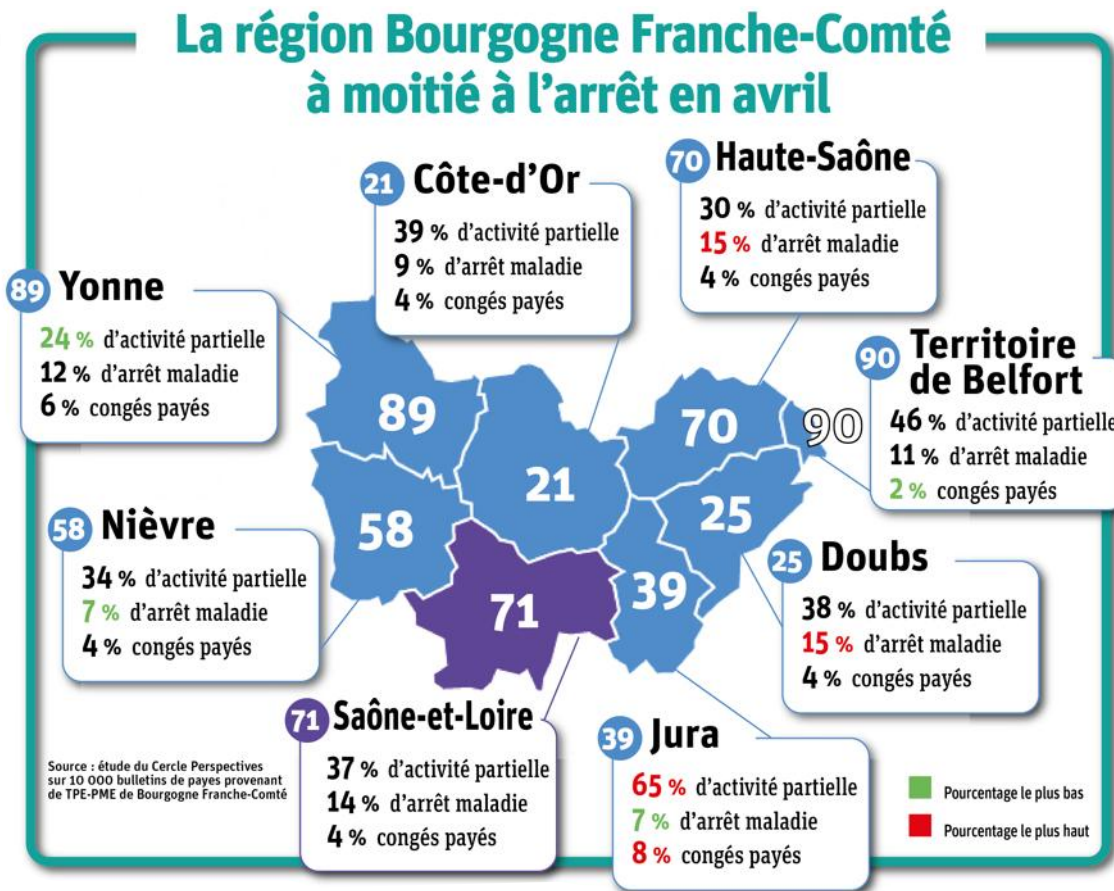 La région Bourgogne Franche-Comté
à moitié à l'arrêt en avril
21 Côte-d'Or
39 % d'activité partielle
9 % d'arrêt maladie
4 % congés payés
70 Haute-Saône
30 % d'activité partielle
15 % d'arrêt maladie
4 % congés payés
89 Yonne
24 % d'activité partielle
12 % d'arrêt maladie
6 % congés payés
90 Territoire
de Belfort
46 % d'activité partielle
11 % d'arrêt maladie
2 % congés payés
89
70
90
21
58
25
39
71
58 Nièvre
34 % d'activité partielle
7 % d'arrêt maladie
4 % congés payés
25 Doubs
38 % d'activité partielle
15 % d'arrêt maladie
4 % congés payés
71 Saône-et-Loire
37 % d'activité partielle
14 % d'arrêt maladie
4 % congés payés
39 Jura
65 % d'activité partielle
7 % d'arrêt maladie
8 % congés payés
Source : étude du Cercle Perspectives
sur 10 000 bulletins de payes provenant
de TPE-PME de Bourgogne Franche-Comté
Pourcentage le plus bas
Pourcentage le plus haut